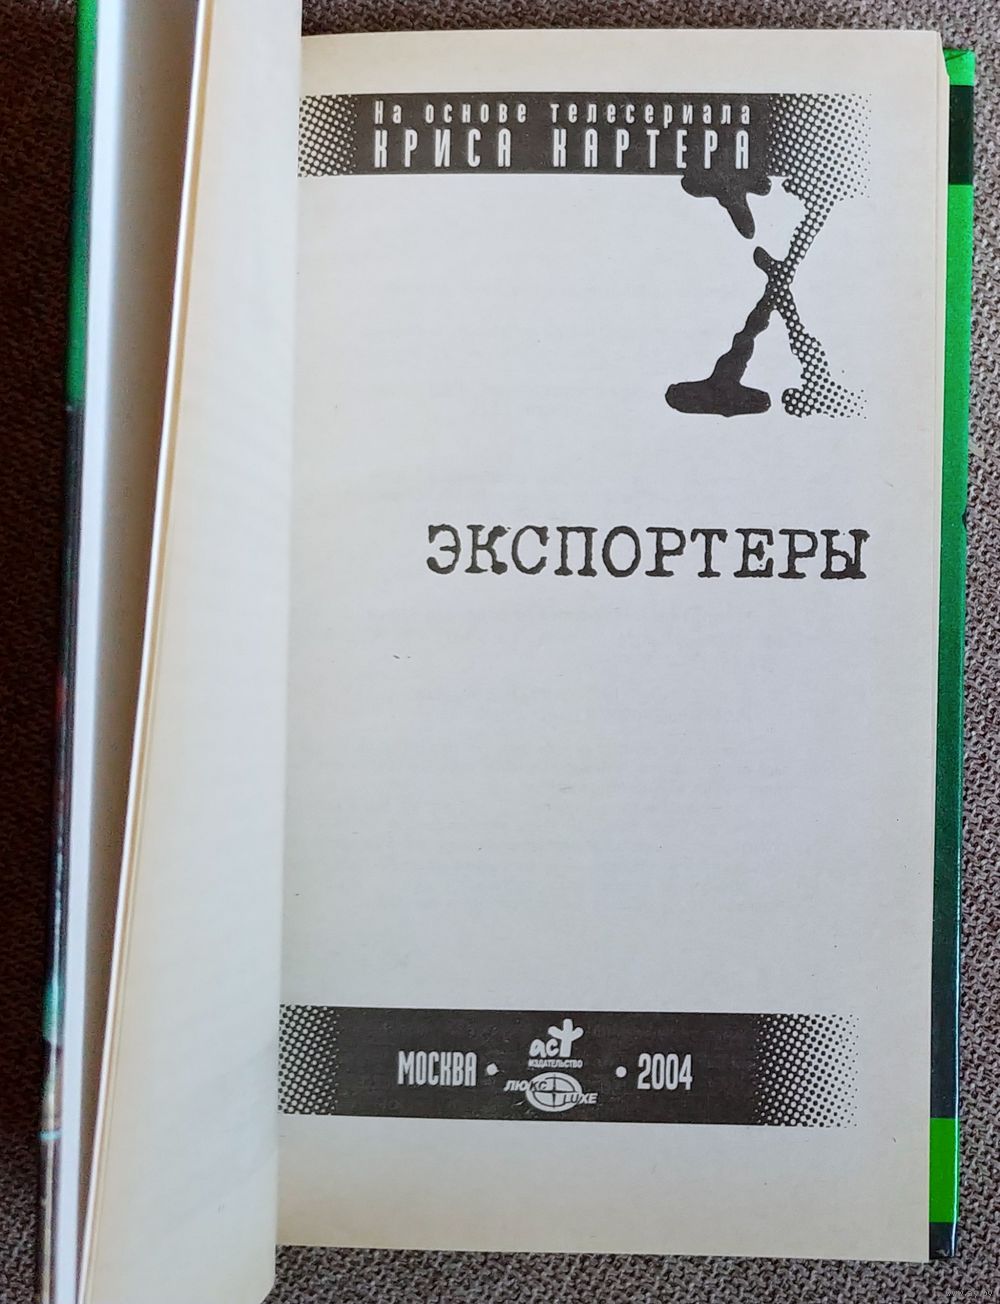 На основе телесериала
КРИСА КАРТЕРА
X
ЭКСПОРТЕРЫ
МОСКВА • аст • 2004
ИЗДАТЕЛЬСТВО
ЛЮКС LUXE